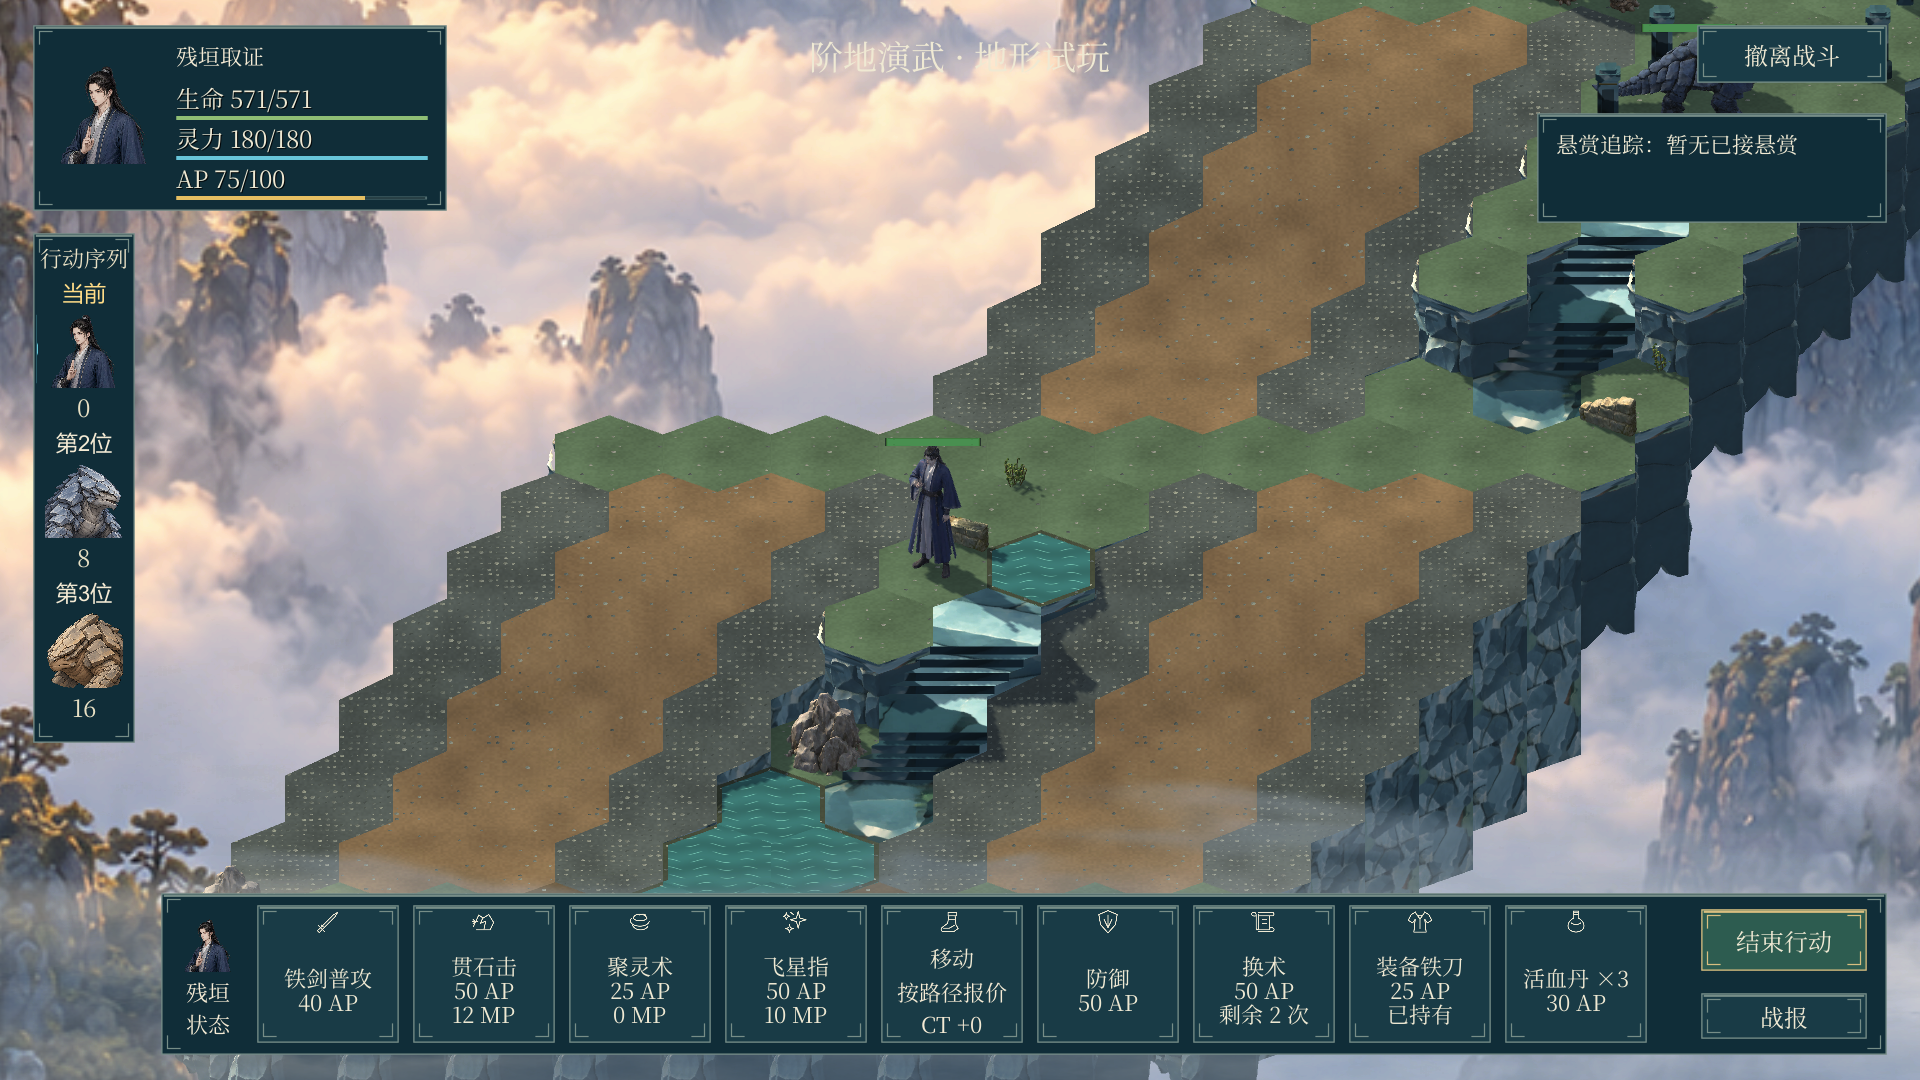 残垣取证
生命 571/571
灵力 180/180
AP 75/100
阶地演武 · 地形试玩
撤离战斗
悬赏追踪：暂无已接悬赏
行动序列
当前
0
第2位
8
第3位
16
残垣
状态
铁剑普攻
40 AP
贯石击
50 AP
12 MP
聚灵术
25 AP
0 MP
飞星指
50 AP
10 MP
移动
按路径报价
CT +0
防御
50 AP
换术
50 AP
剩余 2 次
装备铁刀
25 AP
已持有
活血丹 ×3
30 AP
结束行动
战报